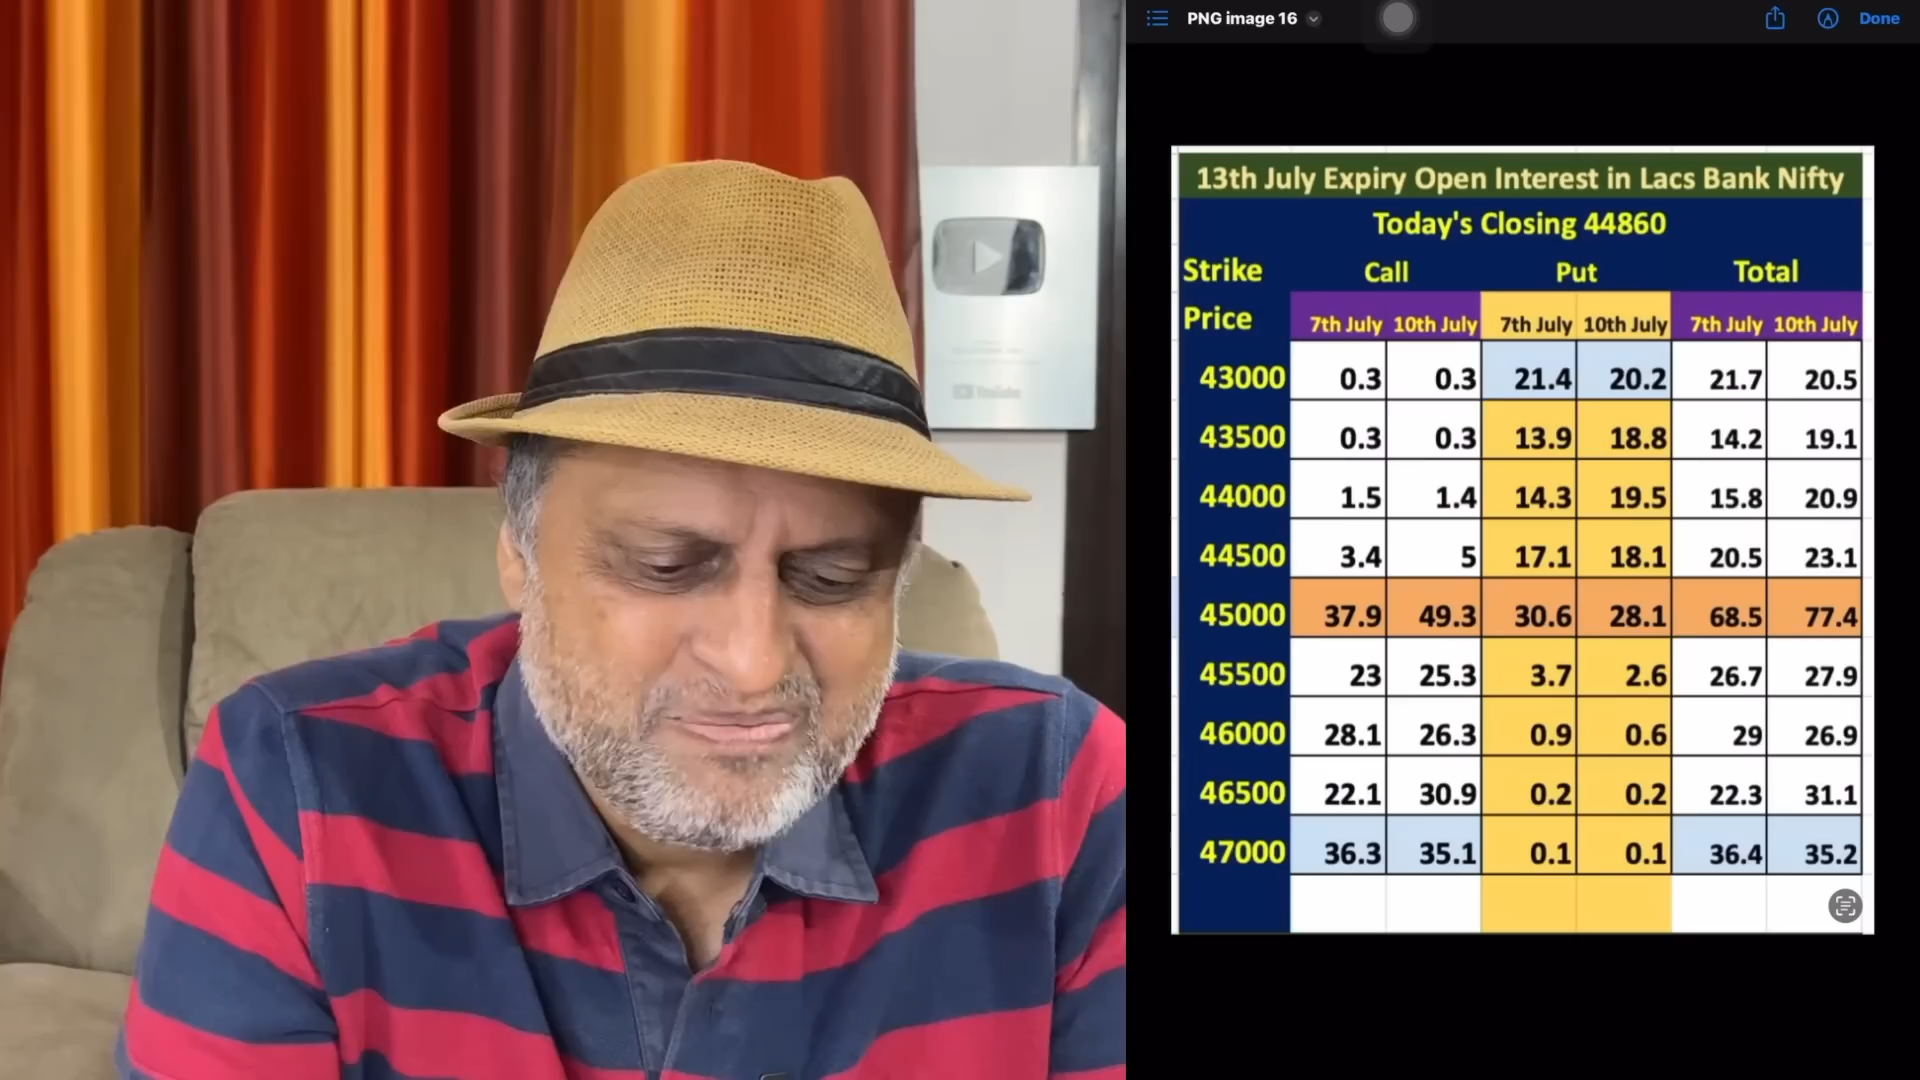 PNG image 16
Done
13th July Expiry Open Interest in Lacs Bank Nifty
Today's Closing 44860
Strike Price Call Put Total
7th July 10th July 7th July 10th July 7th July 10th July
43000 0.3 0.3 21.4 20.2 21.7 20.5
43500 0.3 0.3 13.9 18.8 14.2 19.1
44000 1.5 1.4 14.3 19.5 15.8 20.9
44500 3.4 5 17.1 18.1 20.5 23.1
45000 37.9 49.3 30.6 28.1 68.5 77.4
45500 23 25.3 3.7 2.6 26.7 27.9
46000 28.1 26.3 0.9 0.6 29 26.9
46500 22.1 30.9 0.2 0.2 22.3 31.1
47000 36.3 35.1 0.1 0.1 36.4 35.2
YouTube